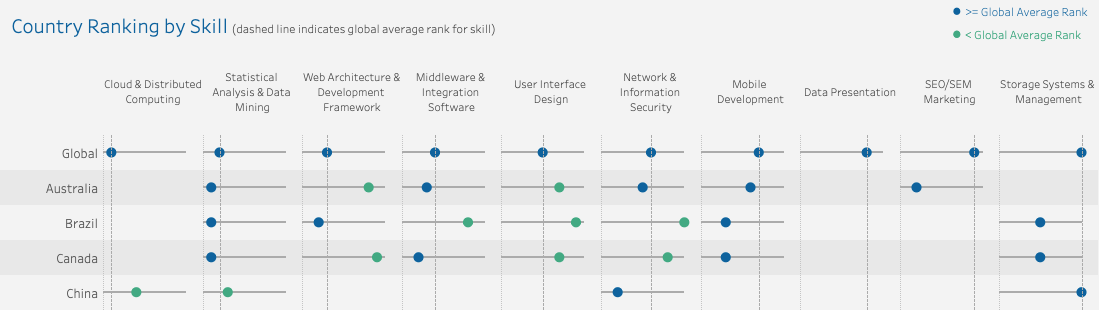 Country Ranking by Skill (dashed line indicates global average rank for skill)
>= Global Average Rank
< Global Average Rank
Cloud & Distributed
Computing
Statistical
Analysis & Data
Mining
Web Architecture &
Development
Framework
Middleware &
Integration
Software
User Interface
Design
Network &
Information
Security
Mobile
Development
Data Presentation
SEO/SEM
Marketing
Storage Systems &
Management
Global
Australia
Brazil
Canada
China